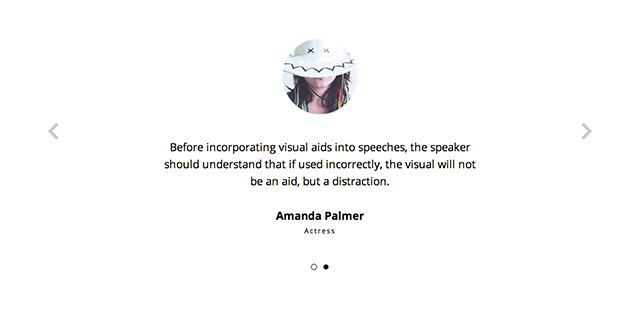 Before incorporating visual aids into speeches, the speaker
should understand that if used incorrectly, the visual will not
be an aid, but a distraction.
Amanda Palmer
Actress